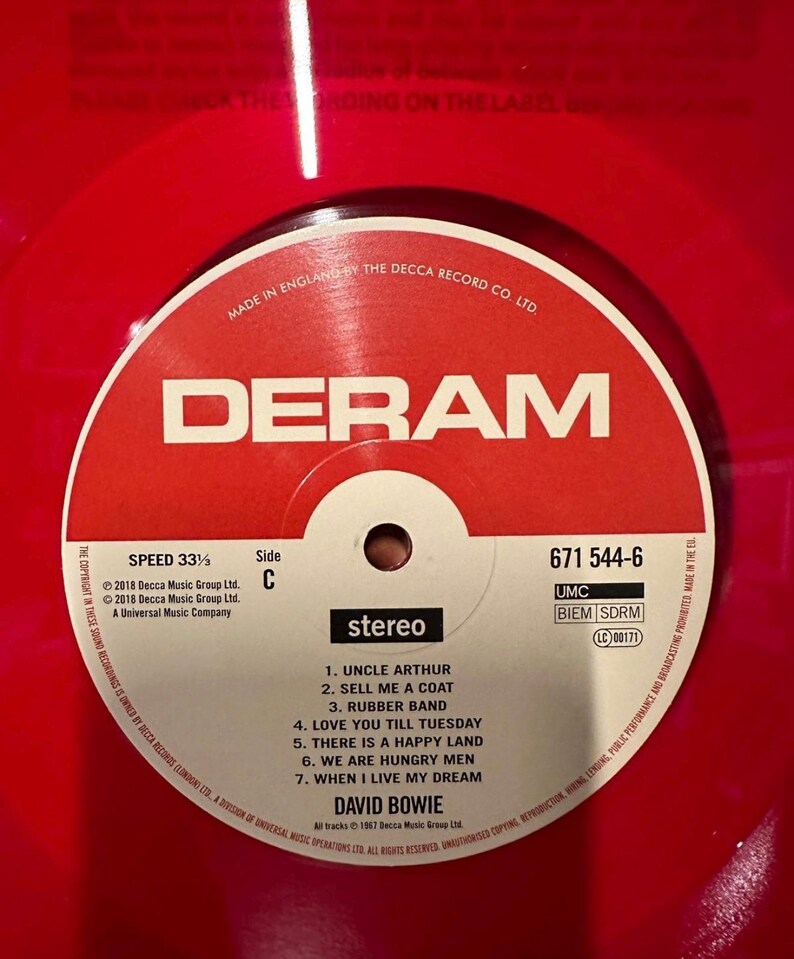 radius of between
PLEASE CHECK THE WORDING ON THE LABEL BEFORE
MADE IN ENGLAND BY THE DECCA RECORD CO. LTD.
DERAM
SPEED 33⅓
Side
C
671 544-6
℗ 2018 Decca Music Group Ltd.
© 2018 Decca Music Group Ltd.
A Universal Music Company
UMC
BIEM SDRM
LC 00171
stereo
1. UNCLE ARTHUR
2. SELL ME A COAT
3. RUBBER BAND
4. LOVE YOU TILL TUESDAY
5. THERE IS A HAPPY LAND
6. WE ARE HUNGRY MEN
7. WHEN I LIVE MY DREAM
DAVID BOWIE
All tracks ℗ 1967 Decca Music Group Ltd.
THE COPYRIGHT IN THESE SOUND RECORDINGS IS OWNED BY DECCA RECORDS (LONDON) LTD., A DIVISION OF UNIVERSAL MUSIC OPERATIONS LTD. ALL RIGHTS RESERVED. UNAUTHORISED COPYING, REPRODUCTION, HIRING, LENDING, PUBLIC PERFORMANCE AND BROADCASTING PROHIBITED. MADE IN THE EU.